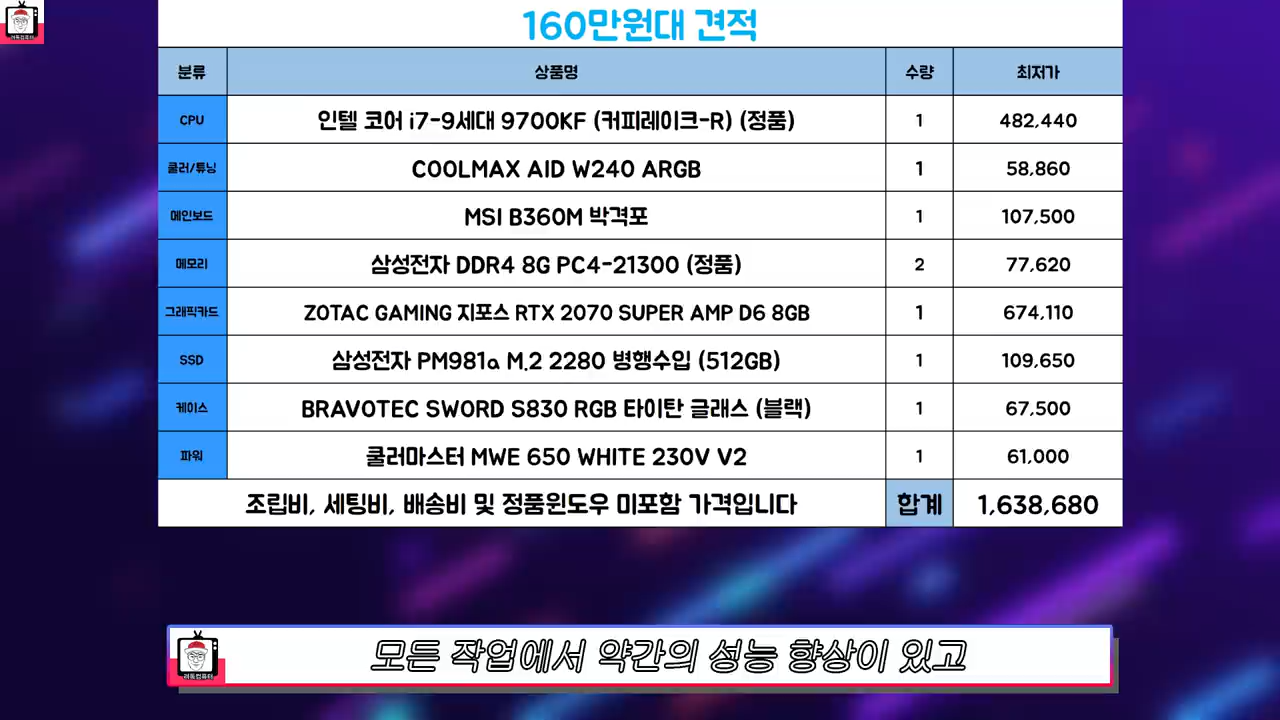 160만원대 견적
분류 상품명 수량 최저가
CPU 인텔 코어 i7-9세대 9700KF (커피레이크-R) (정품) 1 482,440
쿨러/튜닝 COOLMAX AID W240 ARGB 1 58,860
메인보드 MSI B360M 박격포 1 107,500
메모리 삼성전자 DDR4 8G PC4-21300 (정품) 2 77,620
그래픽카드 ZOTAC GAMING 지포스 RTX 2070 SUPER AMP D6 8GB 1 674,110
SSD 삼성전자 PM981a M.2 2280 병행수입 (512GB) 1 109,650
케이스 BRAVOTEC SWORD S830 RGB 타이탄 글래스 (블랙) 1 67,500
파워 쿨러마스터 MWE 650 WHITE 230V V2 1 61,000
조립비, 세팅비, 배송비 및 정품윈도우 미포함 가격입니다 합계 1,638,680
모든 작업에서 약간의 성능 향상이 있고